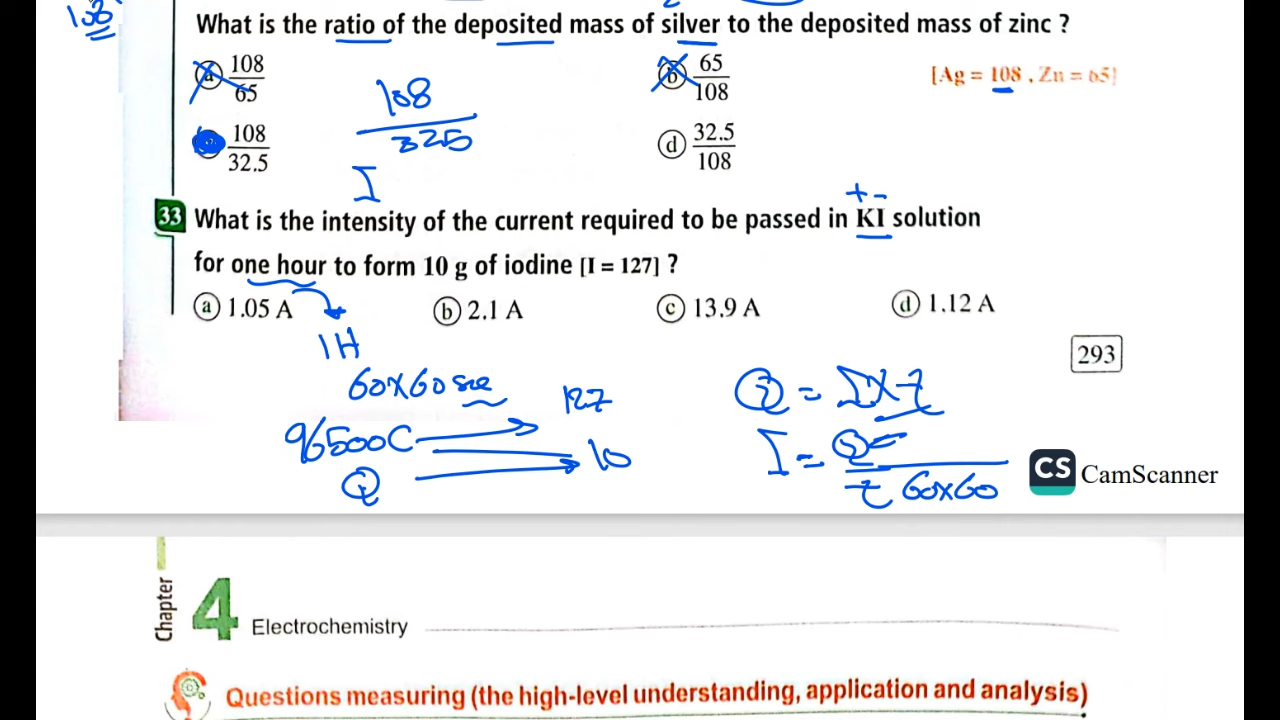 108
What is the ratio of the deposited mass of silver to the deposited mass of zinc ?
[Ag = 108 , Zn = 65]
a 108/65
b 65/108
108/32.5
d 32.5/108
108
325
I
+ -
33 What is the intensity of the current required to be passed in KI solution
for one hour to form 10 g of iodine [I = 127] ?
a 1.05 A b 2.1 A c 13.9 A d 1.12 A
1H
293
60x60 sec
127
Q = I x t
96500C
10
Q
I = Q
t 60x60
CS CamScanner
Chapter 4 Electrochemistry
Questions measuring (the high-level understanding, application and analysis)